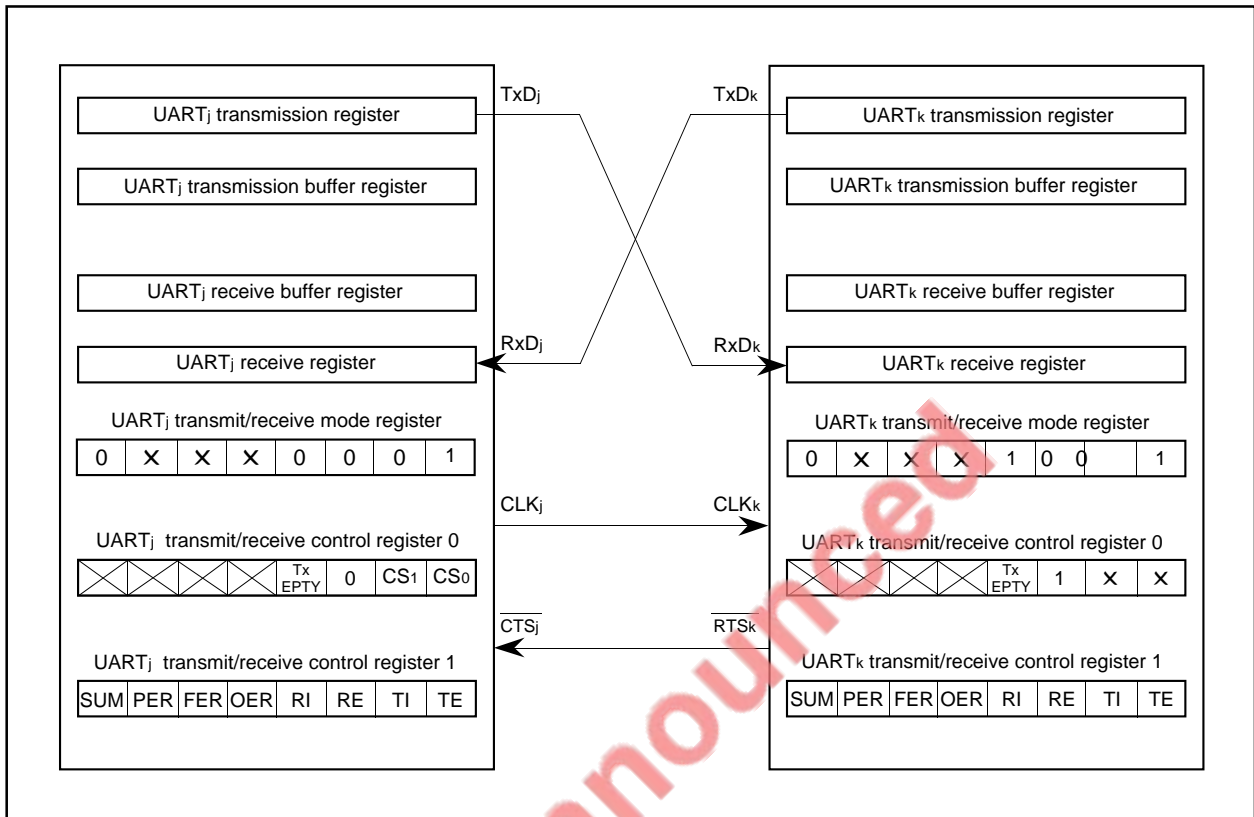 TxDj TxDk
UARTj transmission register UARTk transmission register
UARTj transmission buffer register UARTk transmission buffer register
UARTj receive buffer register UARTk receive buffer register
RxDj RxDk
UARTj receive register UARTk receive register
UARTj transmit/receive mode register UARTk transmit/receive mode register
0 × × × 0 0 0 1 0 × × × 1 0 0 1
CLKj CLKk
UARTj transmit/receive control register 0 UARTk transmit/receive control register 0
Tx EPTY 0 CS1 CS0 Tx EPTY 1 × ×
CTSj RTSk
UARTj transmit/receive control register 1 UARTk transmit/receive control register 1
SUM PER FER OER RI RE TI TE SUM PER FER OER RI RE TI TE